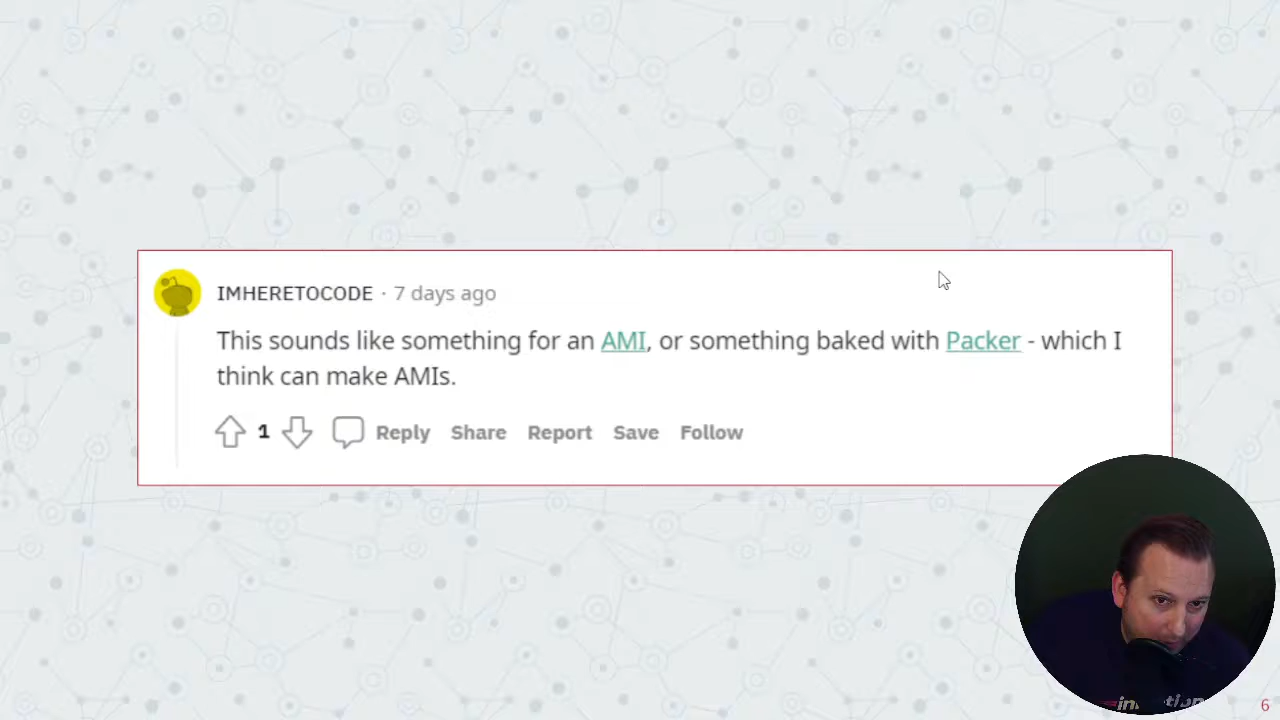 IMHERETOCODE · 7 days ago
This sounds like something for an AMI, or something baked with Packer - which I
think can make AMIs.
1 Reply Share Report Save Follow
6